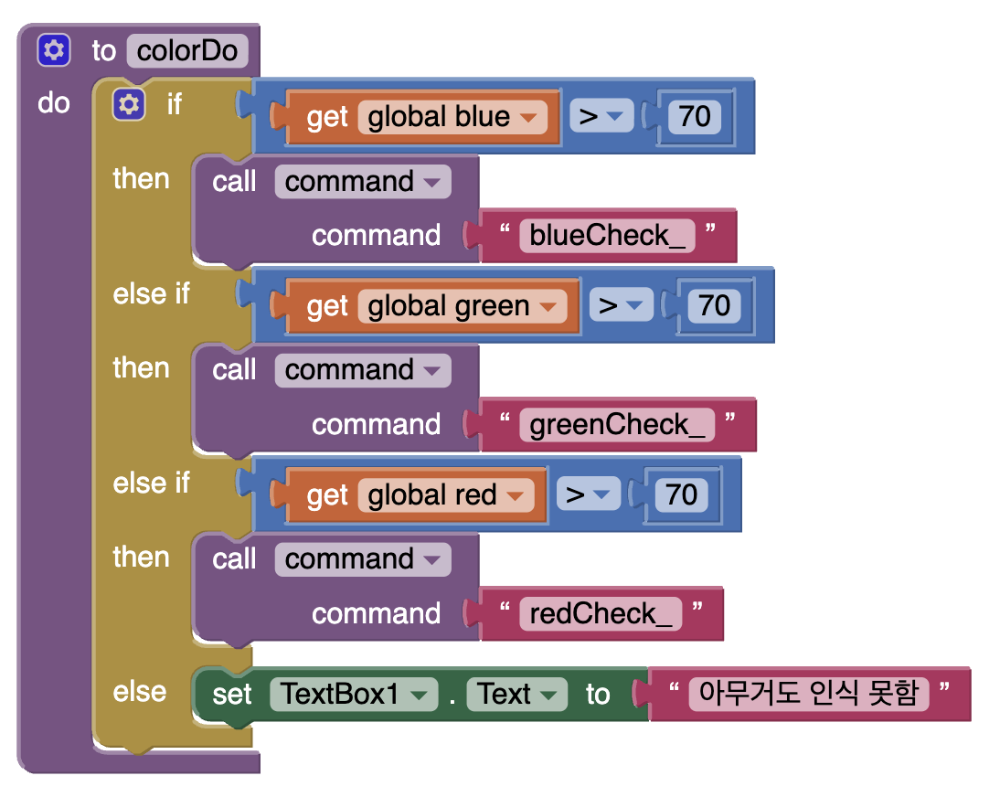 to colorDo
do if get global blue > 70
then call command
command “ blueCheck_ ”
else if get global green > 70
then call command
command “ greenCheck_ ”
else if get global red > 70
then call command
command “ redCheck_ ”
else set TextBox1 . Text to “ 아무거도 인식 못함 ”